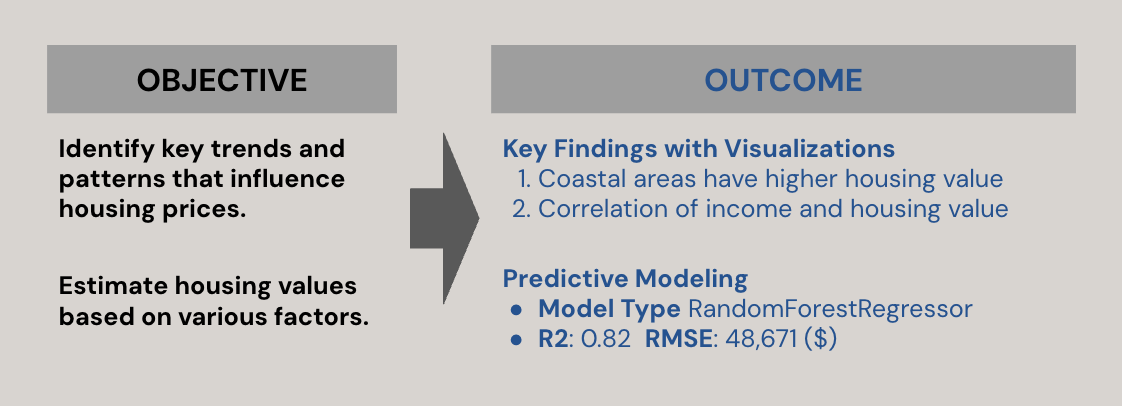 OBJECTIVE
Identify key trends and
patterns that influence
housing prices.
Estimate housing values
based on various factors.
OUTCOME
Key Findings with Visualizations
1. Coastal areas have higher housing value
2. Correlation of income and housing value
Predictive Modeling
● Model Type RandomForestRegressor
● R2: 0.82 RMSE: 48,671 ($)